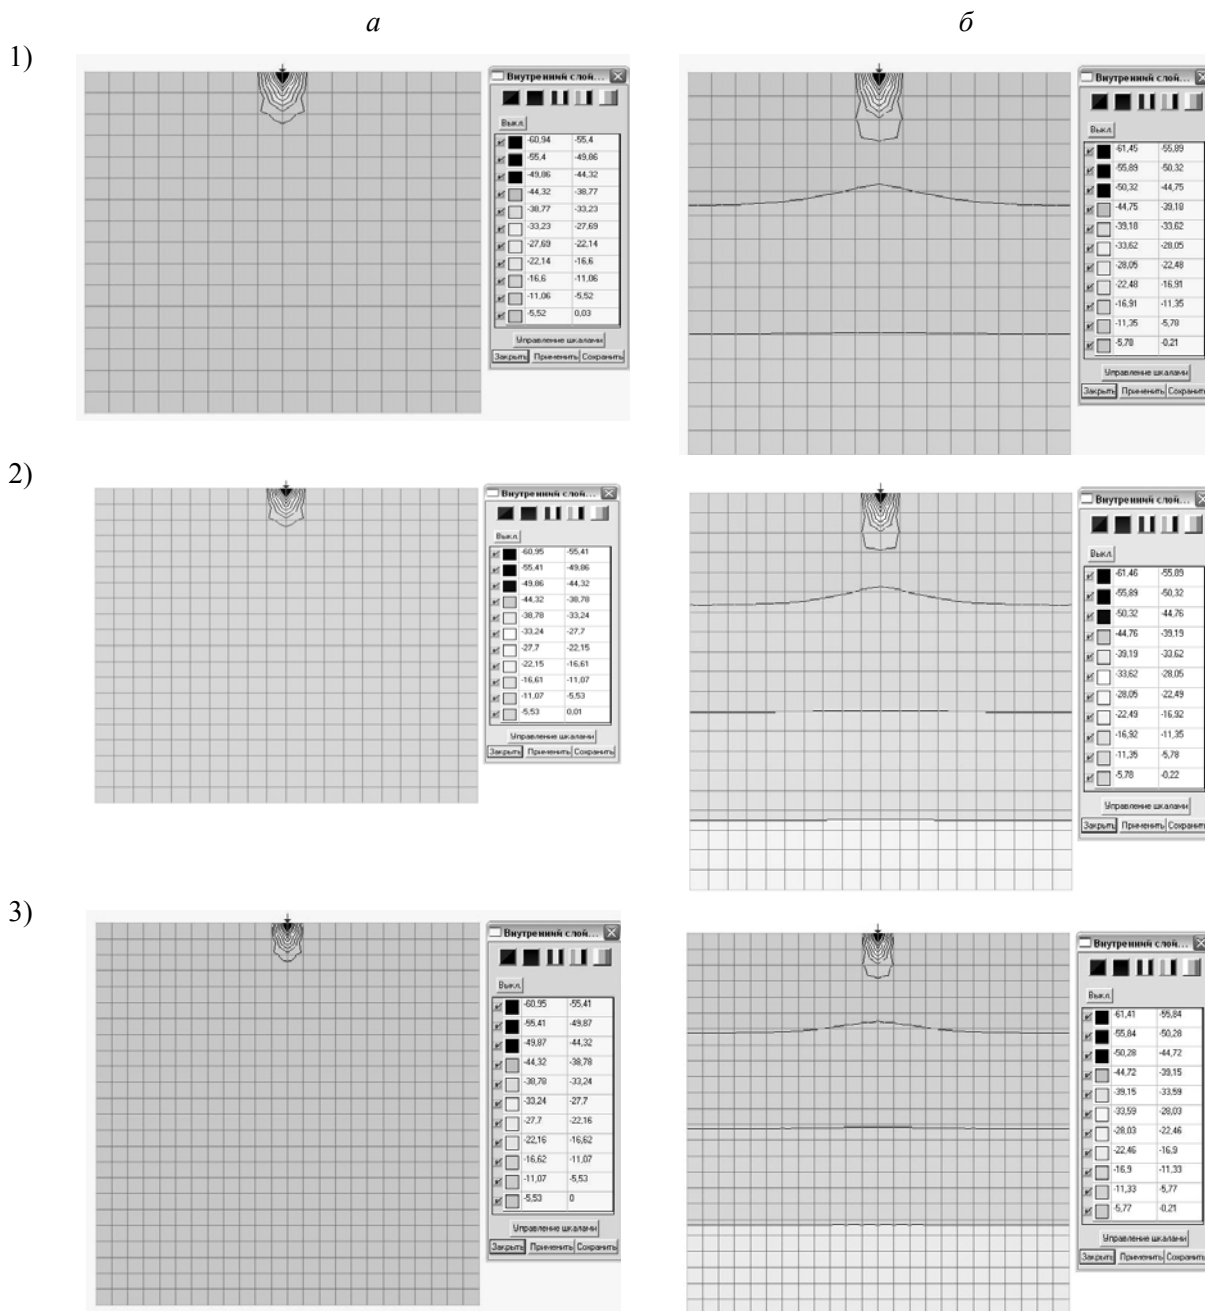 а
б
1)
Внутренний слой...
Выкл.
-60,94 -55,4
-55,4 -49,86
-49,86 -44,32
-44,32 -38,77
-38,77 -33,23
-33,23 -27,69
-27,69 -22,14
-22,14 -16,6
-16,6 -11,06
-11,06 -5,52
-5,52 0,03
Управление шкалами
Закрыть Применить Сохранить
Внутренний слой...
Выкл.
-61,45 -55,89
-55,89 -50,32
-50,32 -44,75
-44,75 -39,18
-39,18 -33,62
-33,62 -28,05
-28,05 -22,48
-22,48 -16,91
-16,91 -11,35
-11,35 -5,78
-5,78 -0,21
Управление шкалами
Закрыть Применить Сохранить
2)
Внутренний слой...
Выкл.
-60,95 -55,41
-55,41 -49,86
-49,86 -44,32
-44,32 -38,78
-38,78 -33,24
-33,24 -27,7
-27,7 -22,15
-22,15 -16,61
-16,61 -11,07
-11,07 -5,53
-5,53 0,01
Управление шкалами
Закрыть Применить Сохранить
Внутренний слой...
Выкл.
-61,46 -55,89
-55,89 -50,32
-50,32 -44,76
-44,76 -39,19
-39,19 -33,62
-33,62 -28,05
-28,05 -22,49
-22,49 -16,92
-16,92 -11,35
-11,35 -5,78
-5,78 -0,22
Управление шкалами
Закрыть Применить Сохранить
3)
Внутренний слой...
Выкл.
-60,95 -55,41
-55,41 -49,87
-49,87 -44,32
-44,32 -38,78
-38,78 -33,24
-33,24 -27,7
-27,7 -22,16
-22,16 -16,62
-16,62 -11,07
-11,07 -5,53
-5,53 0
Управление шкалами
Закрыть Применить Сохранить
Внутренний слой...
Выкл.
-61,41 -55,84
-55,84 -50,28
-50,28 -44,72
-44,72 -39,15
-39,15 -33,59
-33,59 -28,03
-28,03 -22,46
-22,46 -16,9
-16,9 -11,33
-11,33 -5,77
-5,77 -0,21
Управление шкалами
Закрыть Применить Сохранить